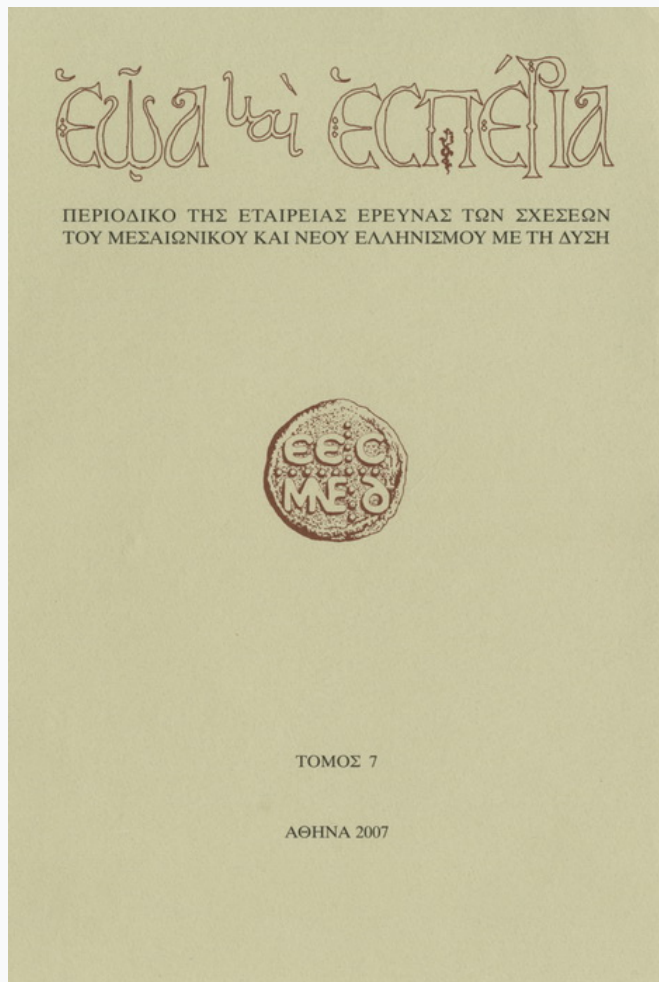 ἑῷα καὶ ἑσπέρια
ΠΕΡΙΟΔΙΚΟ ΤΗΣ ΕΤΑΙΡΕΙΑΣ ΕΡΕΥΝΑΣ ΤΩΝ ΣΧΕΣΕΩΝ
ΤΟΥ ΜΕΣΑΙΩΝΙΚΟΥ ΚΑΙ ΝΕΟΥ ΕΛΛΗΝΙΣΜΟΥ ΜΕ ΤΗ ΔΥΣΗ
ΕΕϹ
ΜΝΕδ
ΤΟΜΟΣ 7
ΑΘΗΝΑ 2007